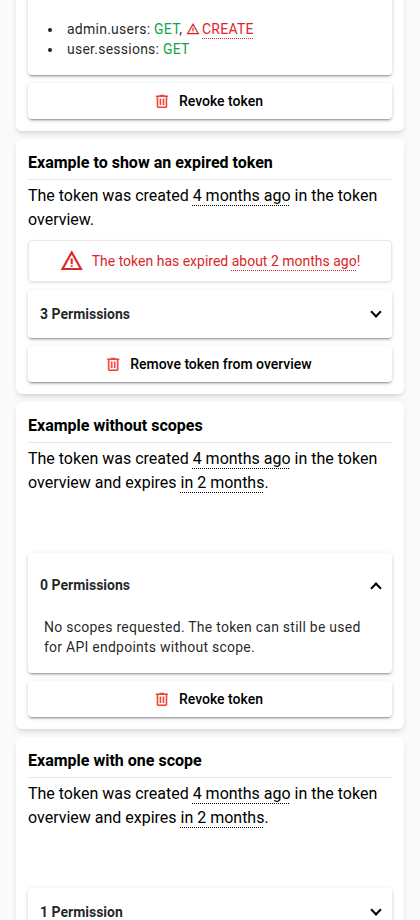 • admin.users: GET, CREATE
• user.sessions: GET
Revoke token
Example to show an expired token
The token was created 4 months ago in the token
overview.
The token has expired about 2 months ago!
3 Permissions
Remove token from overview
Example without scopes
The token was created 4 months ago in the token
overview and expires in 2 months.
0 Permissions
No scopes requested. The token can still be used
for API endpoints without scope.
Revoke token
Example with one scope
The token was created 4 months ago in the token
overview and expires in 2 months.
1 Permission